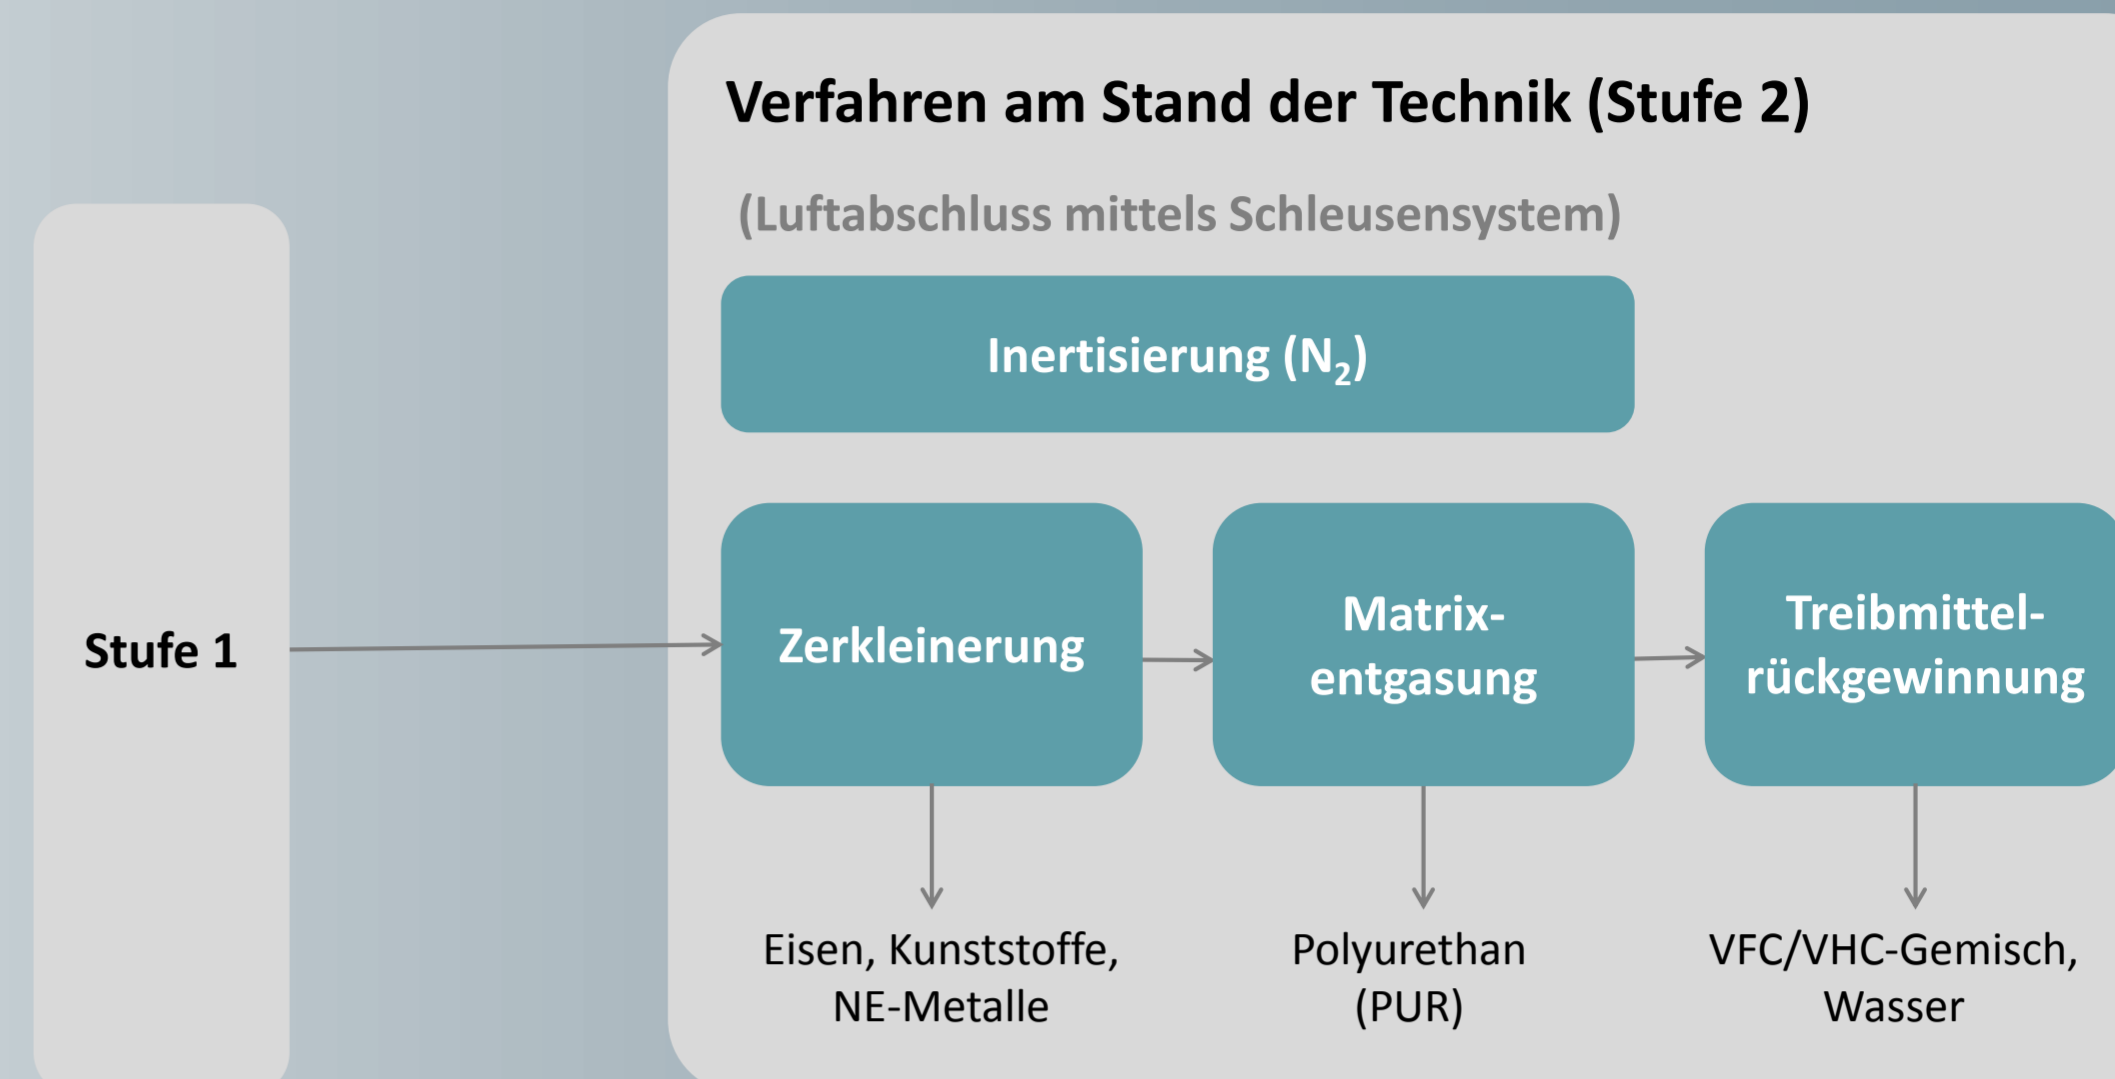 Verfahren am Stand der Technik (Stufe 2)
(Luftabschluss mittels Schleusensystem)
Inertisierung (N₂)
Stufe 1
Zerkleinerung
Matrix-
entgasung
Treibmittel-
rückgewinnung
Eisen, Kunststoffe,
NE-Metalle
Polyurethan
(PUR)
VFC/VHC-Gemisch,
Wasser